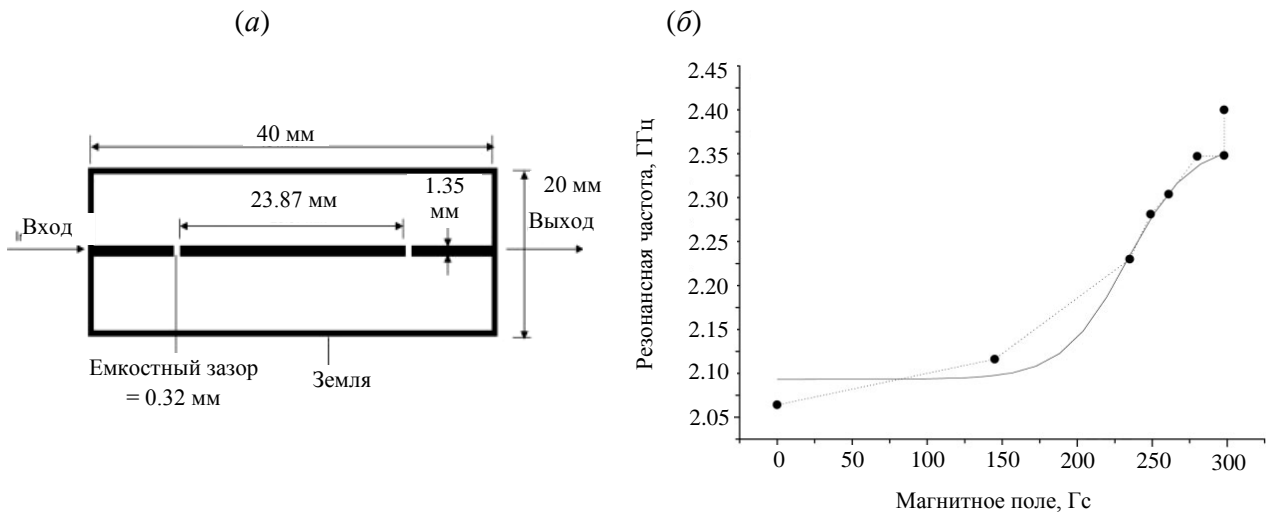 (а)
40 мм
23.87 мм
1.35
мм
20 мм
Вход
Выход
Емкостный зазор
= 0.32 мм
Земля
(б)
Резонансная частота, ГГц
2.45
2.40
2.35
2.30
2.25
2.20
2.15
2.10
2.05
0 50 100 150 200 250 300
Магнитное поле, Гс